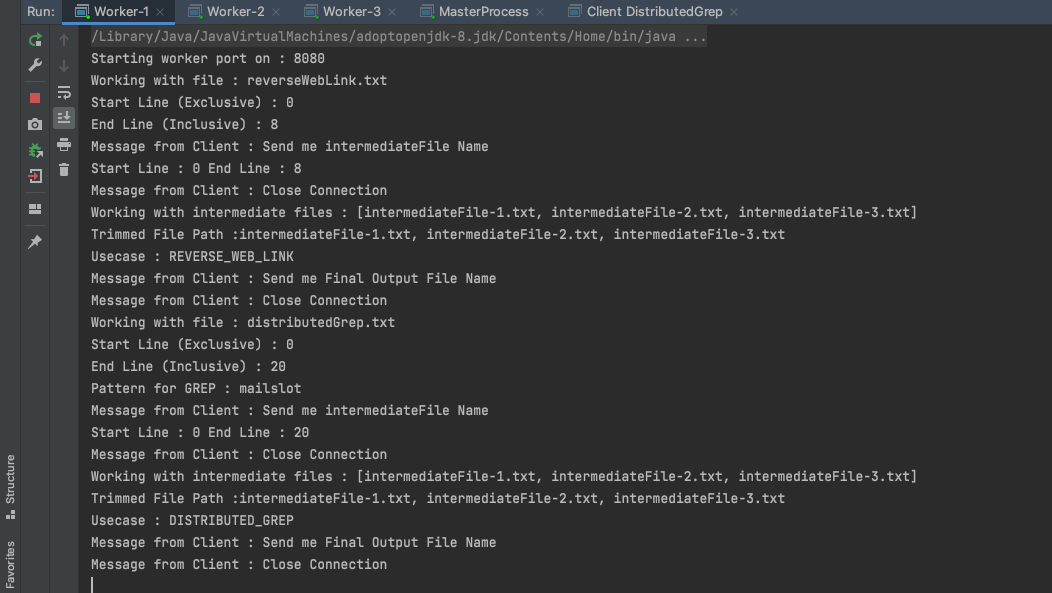 Run: Worker-1 × Worker-2 × Worker-3 × MasterProcess × Client DistributedGrep ×
/Library/Java/JavaVirtualMachines/adoptopenjdk-8.jdk/Contents/Home/bin/java ...
Starting worker port on : 8080
Working with file : reverseWebLink.txt
Start Line (Exclusive) : 0
End Line (Inclusive) : 8
Message from Client : Send me intermediateFile Name
Start Line : 0 End Line : 8
Message from Client : Close Connection
Working with intermediate files : [intermediateFile-1.txt, intermediateFile-2.txt, intermediateFile-3.txt]
Trimmed File Path :intermediateFile-1.txt, intermediateFile-2.txt, intermediateFile-3.txt
Usecase : REVERSE_WEB_LINK
Message from Client : Send me Final Output File Name
Message from Client : Close Connection
Working with file : distributedGrep.txt
Start Line (Exclusive) : 0
End Line (Inclusive) : 20
Pattern for GREP : mailslot
Message from Client : Send me intermediateFile Name
Start Line : 0 End Line : 20
Message from Client : Close Connection
Working with intermediate files : [intermediateFile-1.txt, intermediateFile-2.txt, intermediateFile-3.txt]
Trimmed File Path :intermediateFile-1.txt, intermediateFile-2.txt, intermediateFile-3.txt
Usecase : DISTRIBUTED_GREP
Message from Client : Send me Final Output File Name
Message from Client : Close Connection
Structure
Favorites